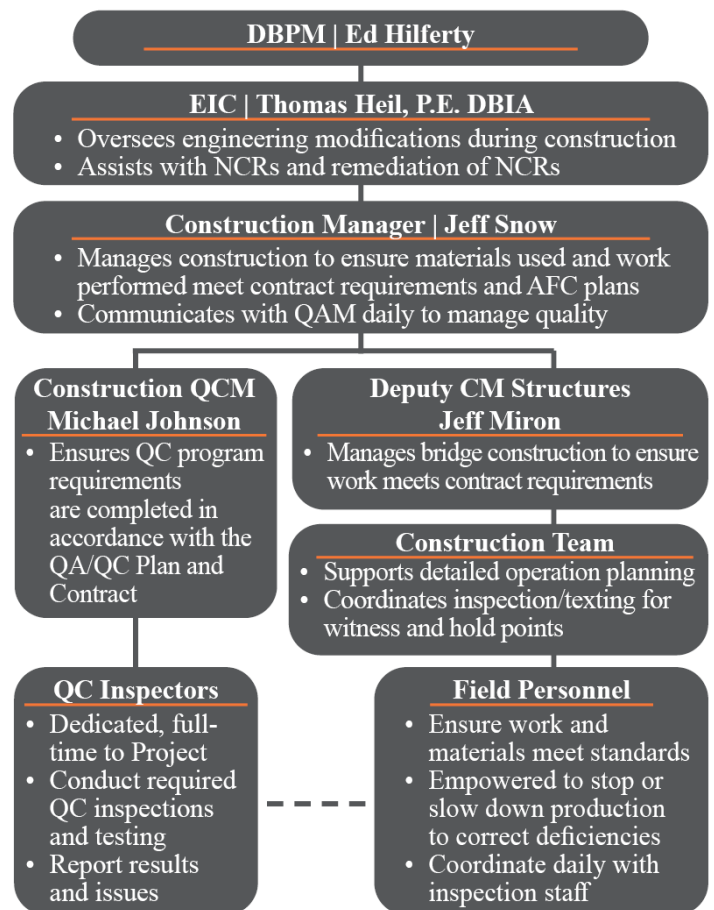 DBPM | Ed Hilferty
EIC | Thomas Heil, P.E. DBIA
• Oversees engineering modifications during construction
• Assists with NCRs and remediation of NCRs
Construction Manager | Jeff Snow
• Manages construction to ensure materials used and work
performed meet contract requirements and AFC plans
• Communicates with QAM daily to manage quality
Construction QCM
Michael Johnson
• Ensures QC program
requirements
are completed in
accordance with the
QA/QC Plan and
Contract
Deputy CM Structures
Jeff Miron
• Manages bridge construction to ensure
work meets contract requirements
Construction Team
• Supports detailed operation planning
• Coordinates inspection/texting for
witness and hold points
QC Inspectors
• Dedicated, full-
time to Project
• Conduct required
QC inspections
and testing
• Report results
and issues
Field Personnel
• Ensure work and
materials meet standards
• Empowered to stop or
slow down production
to correct deficiencies
• Coordinate daily with
inspection staff